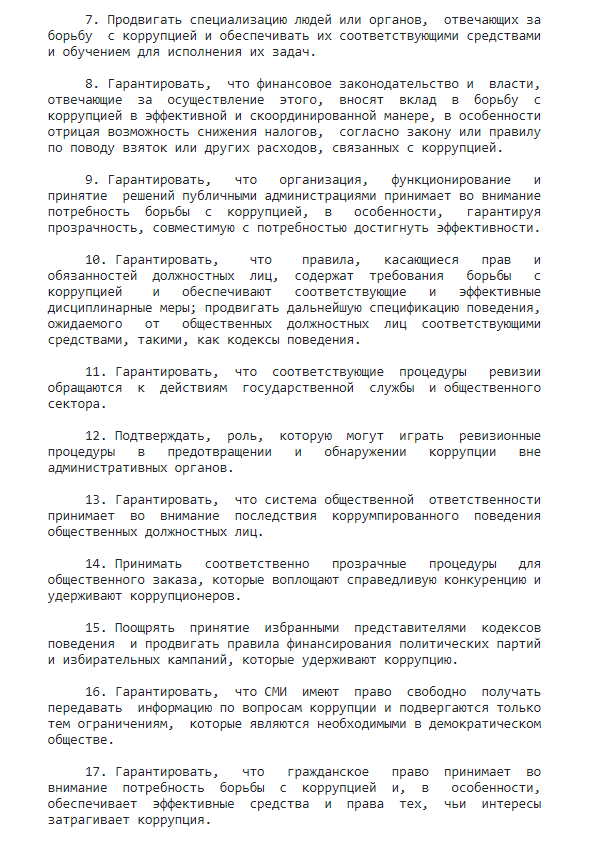 7. Продвигать специализацию людей или органов, отвечающих за
борьбу с коррупцией и обеспечивать их соответствующими средствами
и обучением для исполнения их задач.
8. Гарантировать, что финансовое законодательство и власти,
отвечающие за осуществление этого, вносят вклад в борьбу с
коррупцией в эффективной и скоординированной манере, в особенности
отрицая возможность снижения налогов, согласно закону или правилу
по поводу взяток или других расходов, связанных с коррупцией.
9. Гарантировать, что организация, функционирование и
принятие решений публичными администрациями принимает во внимание
потребность борьбы с коррупцией, в особенности, гарантируя
прозрачность, совместимую с потребностью достигнуть эффективности.
10. Гарантировать, что правила, касающиеся прав и
обязанностей должностных лиц, содержат требования борьбы с
коррупцией и обеспечивают соответствующие и эффективные
дисциплинарные меры; продвигать дальнейшую спецификацию поведения,
ожидаемого от общественных должностных лиц соответствующими
средствами, такими, как кодексы поведения.
11. Гарантировать, что соответствующие процедуры ревизии
обращаются к действиям государственной службы и общественного
сектора.
12. Подтверждать, роль, которую могут играть ревизионные
процедуры в предотвращении и обнаружении коррупции вне
административных органов.
13. Гарантировать, что система общественной ответственности
принимает во внимание последствия коррумпированного поведения
общественных должностных лиц.
14. Принимать соответственно прозрачные процедуры для
общественного заказа, которые воплощают справедливую конкуренцию и
удерживают коррупционеров.
15. Поощрять принятие избранными представителями кодексов
поведения и продвигать правила финансирования политических партий
и избирательных кампаний, которые удерживают коррупцию.
16. Гарантировать, что СМИ имеют право свободно получать
передавать информацию по вопросам коррупции и подвергаются только
тем ограничениям, которые являются необходимыми в демократическом
обществе.
17. Гарантировать, что гражданское право принимает во
внимание потребность борьбы с коррупцией и, в особенности,
обеспечивает эффективные средства и права тех, чьи интересы
затрагивает коррупция.